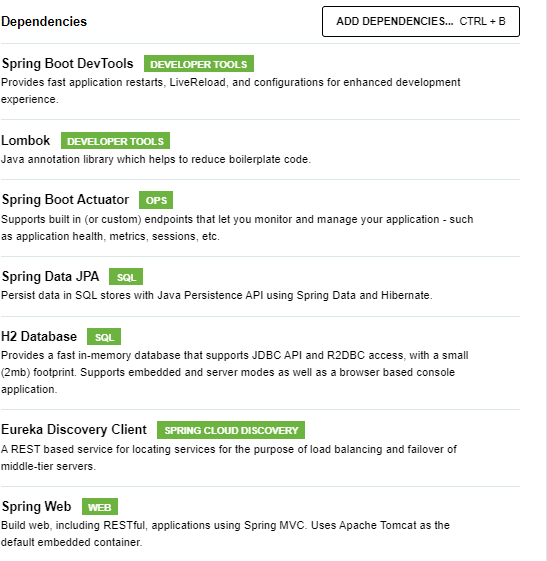 Dependencies
ADD DEPENDENCIES... CTRL + B
Spring Boot DevTools DEVELOPER TOOLS
Provides fast application restarts, LiveReload, and configurations for enhanced development
experience.
Lombok DEVELOPER TOOLS
Java annotation library which helps to reduce boilerplate code.
Spring Boot Actuator OPS
Supports built in (or custom) endpoints that let you monitor and manage your application - such
as application health, metrics, sessions, etc.
Spring Data JPA SQL
Persist data in SQL stores with Java Persistence API using Spring Data and Hibernate.
H2 Database SQL
Provides a fast in-memory database that supports JDBC API and R2DBC access, with a small
(2mb) footprint. Supports embedded and server modes as well as a browser based console
application.
Eureka Discovery Client SPRING CLOUD DISCOVERY
A REST based service for locating services for the purpose of load balancing and failover of
middle-tier servers.
Spring Web WEB
Build web, including RESTful, applications using Spring MVC. Uses Apache Tomcat as the
default embedded container.